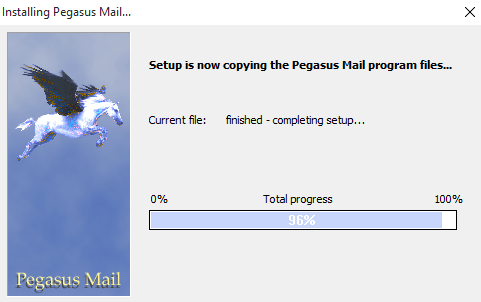 Installing Pegasus Mail...
Setup is now copying the Pegasus Mail program files...
Current file: finished - completing setup...
0% Total progress 100%
96%
Pegasus Mail